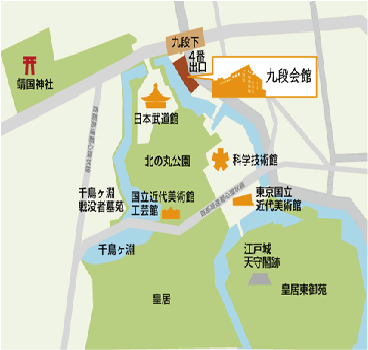 九段下
4番
出口
九段会館
靖国神社
日本武道館
北の丸公園
科学技術館
千鳥ヶ淵
戦没者墓苑
国立近代美術館
工芸館
東京国立
近代美術館
千鳥ヶ淵
江戸城
天守閣跡
皇居
皇居東御苑